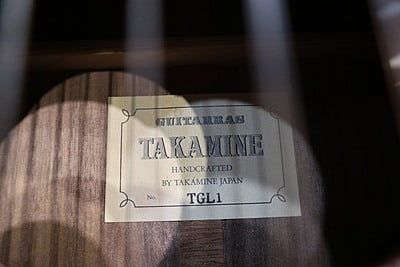 GUITARRAS
TAKAMINE
HANDCRAFTED
BY TAKAMINE JAPAN
No. TGL1